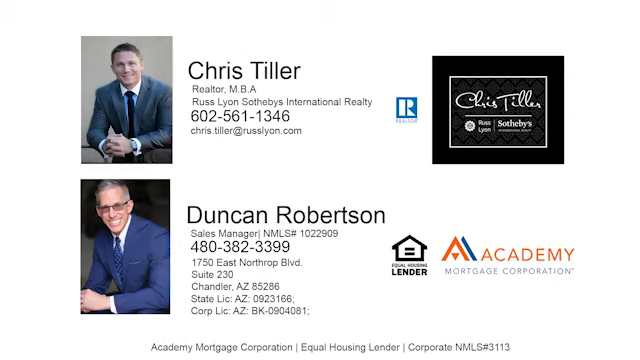 Chris Tiller
Realtor, M.B.A
Russ Lyon Sothebys International Realty
602-561-1346
chris.tiller@russlyon.com
R
REALTOR
Chris Tiller
Russ Lyon | Sotheby's
INTERNATIONAL REALTY
Duncan Robertson
Sales Manager| NMLS# 1022909
480-382-3399
1750 East Northrop Blvd.
Suite 230
Chandler, AZ 85286
State Lic: AZ: 0923166;
Corp Lic: AZ: BK-0904081;
EQUAL HOUSING
LENDER
ACADEMY
MORTGAGE CORPORATION
Academy Mortgage Corporation | Equal Housing Lender | Corporate NMLS#3113